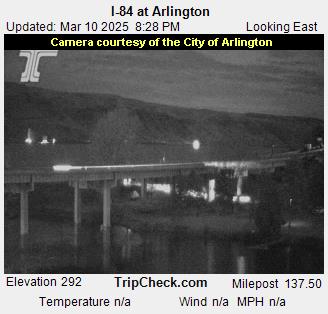 I-84 at Arlington
Updated: Mar 10 2025 8:28 PM Looking East
Camera courtesy of the City of Arlington
Elevation 292 TripCheck.com Milepost 137.50
Temperature n/a Wind n/a MPH n/a